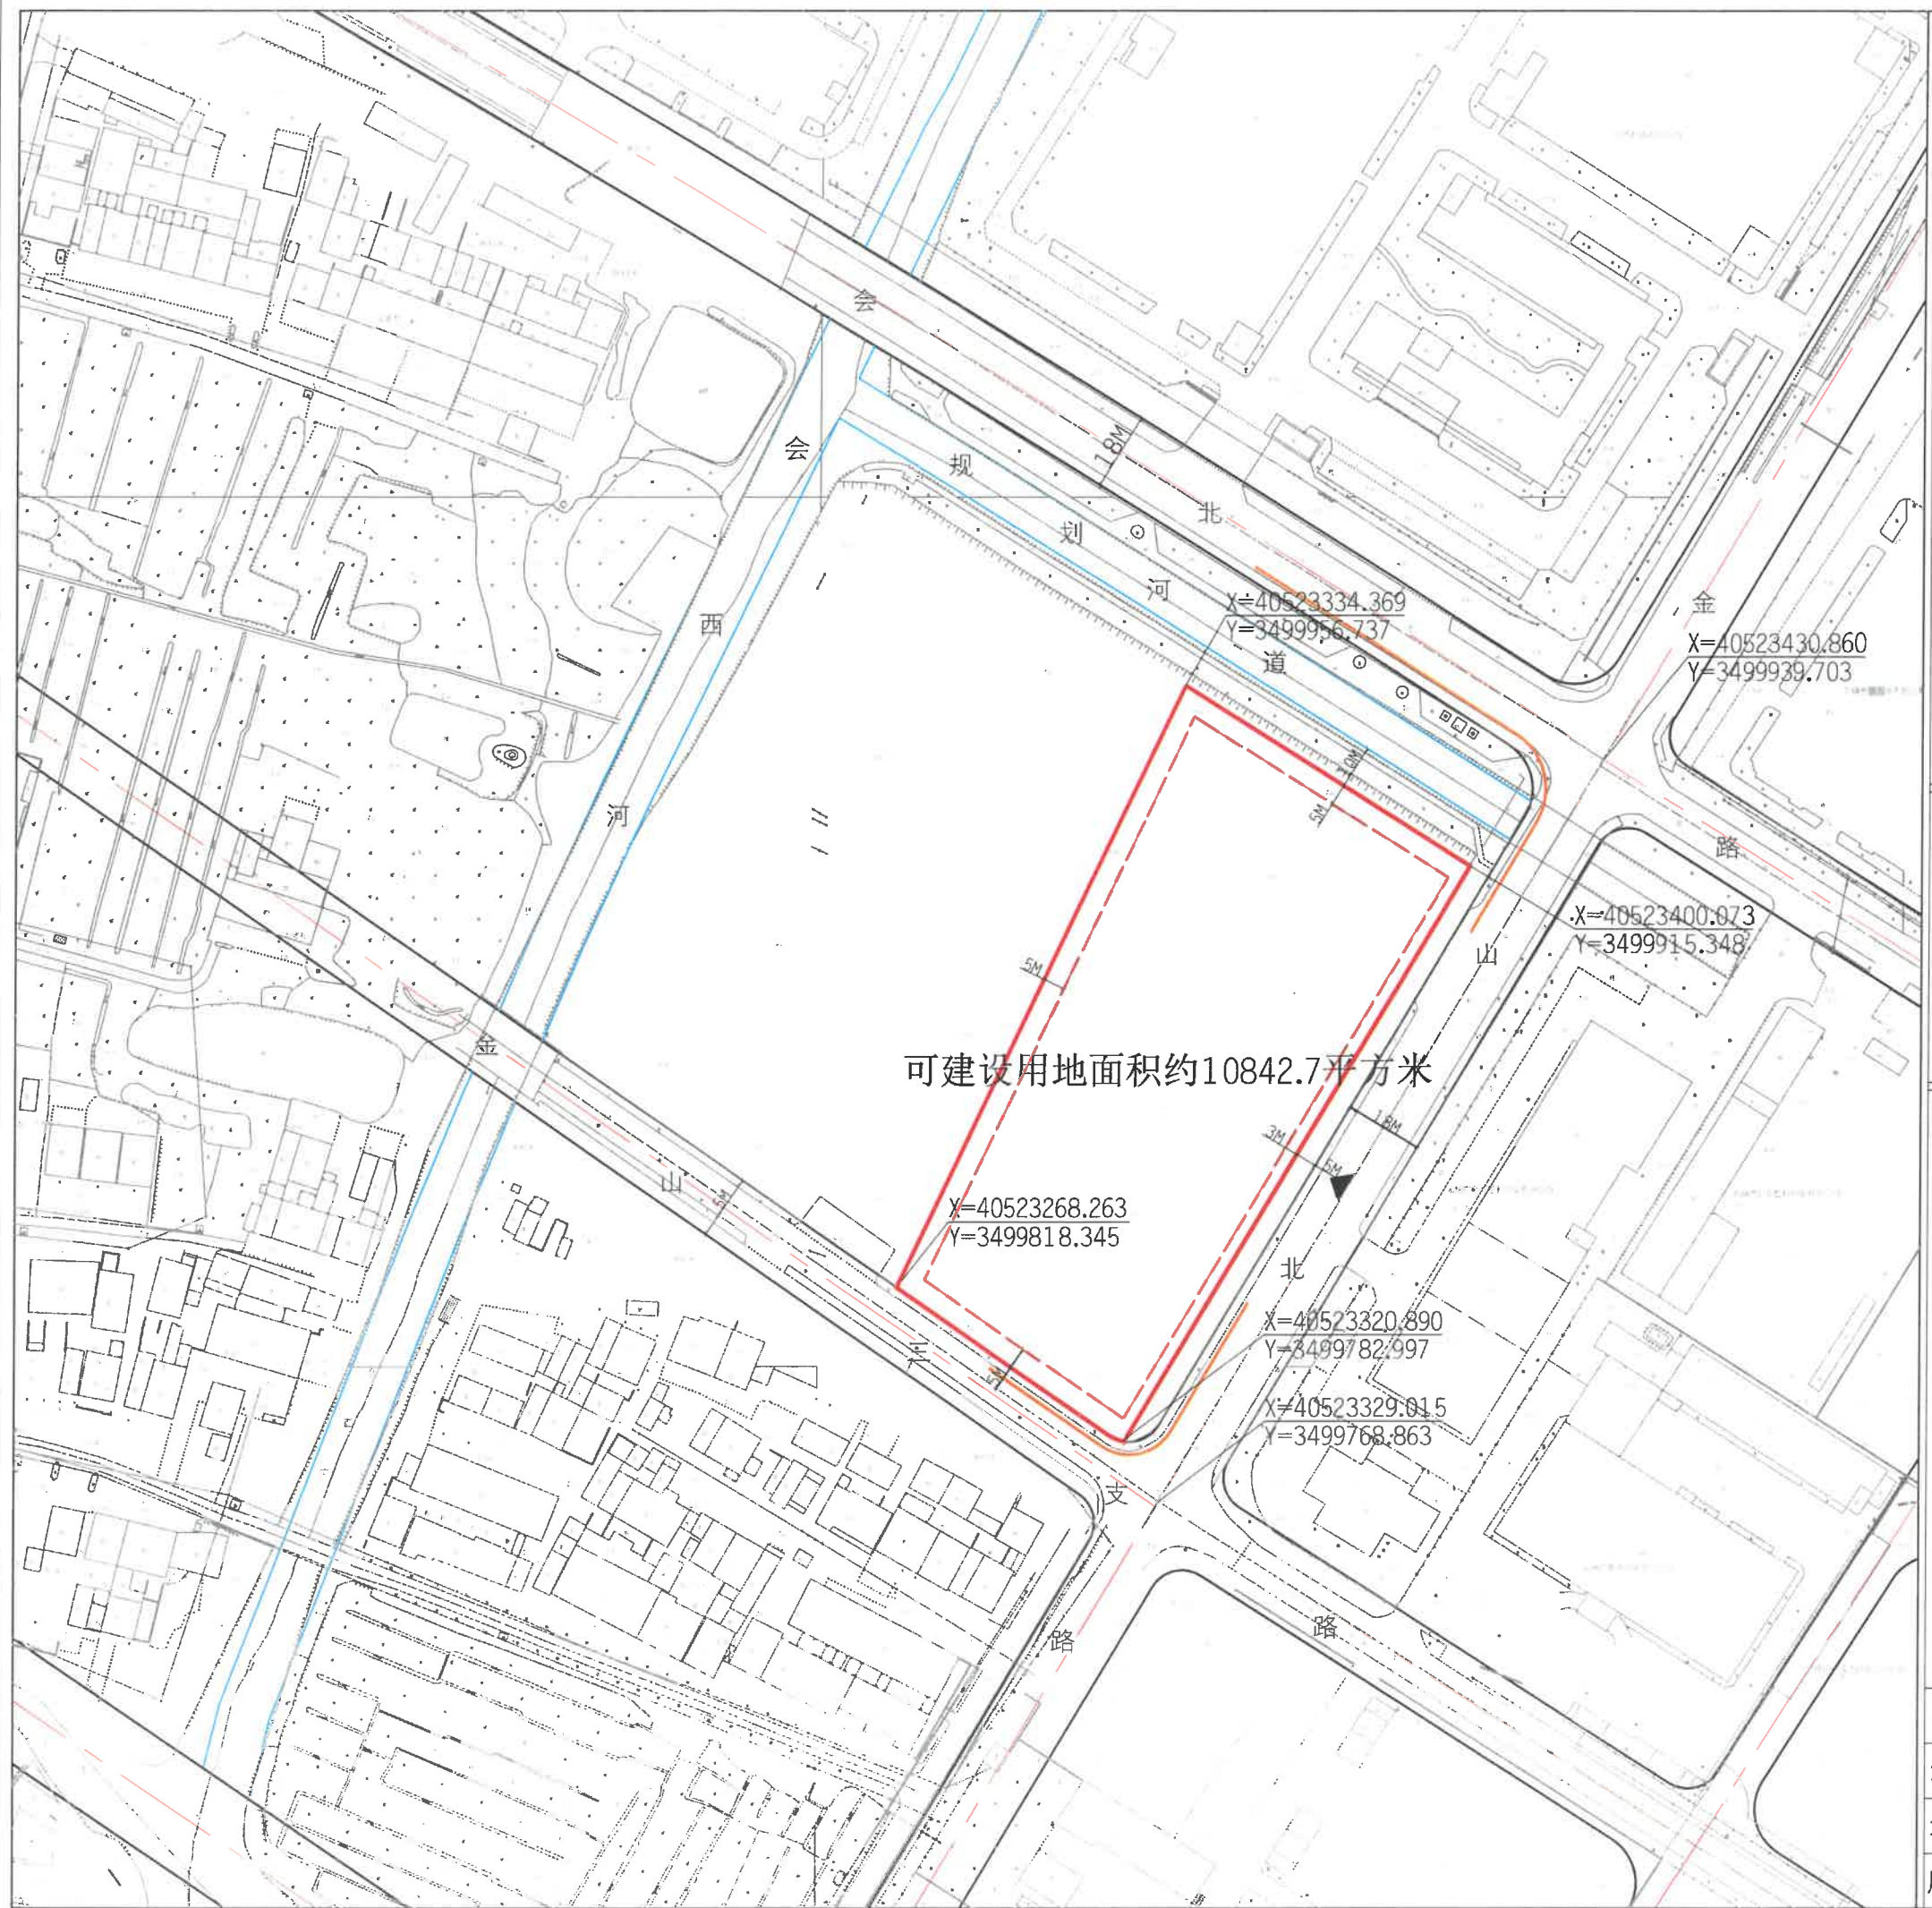 会
会
18M
规
北
划
河
X=40523334.369
Y=3499956.737
金
西
道
X=40523430.860
Y=3499939.703
10M
5M
河
路
X=40523400.073
Y=3499915.348
山
5M
金
可建设用地面积约10842.7平方米
18M
3M
5M
山
5M
X=40523268.263
Y=3499818.345
北
X=40523320.890
Y=3499782.997
三
5M
X=40523329.015
Y=3499768.863
支
路
路